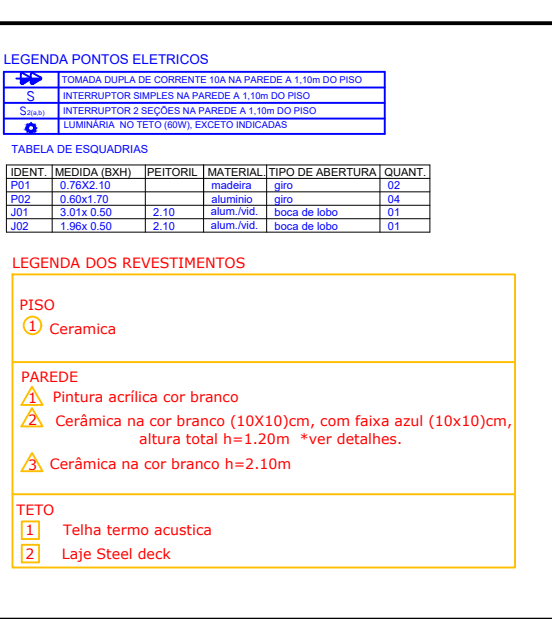 LEGENDA PONTOS ELETRICOS
TOMADA DUPLA DE CORRENTE 10A NA PAREDE A 1,10m DO PISO
S INTERRUPTOR SIMPLES NA PAREDE A 1,10m DO PISO
S2(a,b) INTERRUPTOR 2 SEÇÕES NA PAREDE A 1,10m DO PISO
LUMINÁRIA NO TETO (60W), EXCETO INDICADAS
TABELA DE ESQUADRIAS
IDENT. MEDIDA (BXH) PEITORIL MATERIAL. TIPO DE ABERTURA QUANT.
P01 0.76X2.10 madeira giro 02
P02 0.60x1.70 aluminio giro 04
J01 3.01x 0.50 2.10 alum./vid. boca de lobo 01
J02 1.96x 0.50 2.10 alum./vid. boca de lobo 01
LEGENDA DOS REVESTIMENTOS
PISO
1 Ceramica
PAREDE
1 Pintura acrílica cor branco
2 Cerâmica na cor branco (10X10)cm, com faixa azul (10x10)cm,
altura total h=1.20m *ver detalhes.
3 Cerâmica na cor branco h=2.10m
TETO
1 Telha termo acustica
2 Laje Steel deck